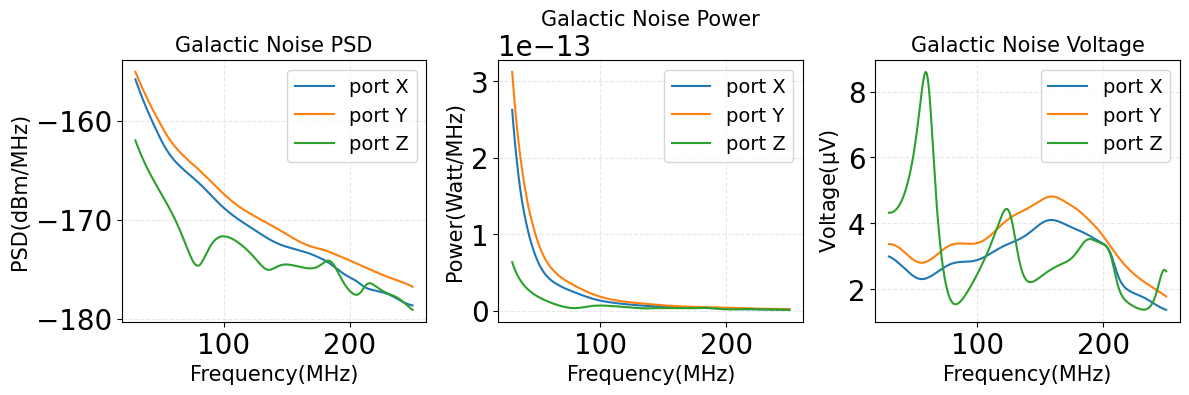 Galactic Noise PSD
PSD(dBm/MHz)
−160
−170
−180
100
200
Frequency(MHz)
port X
port Y
port Z
Galactic Noise Power
1e−13
Power(Watt/MHz)
3
2
1
0
100
200
Frequency(MHz)
port X
port Y
port Z
Galactic Noise Voltage
Voltage(μV)
8
6
4
2
100
200
Frequency(MHz)
port X
port Y
port Z